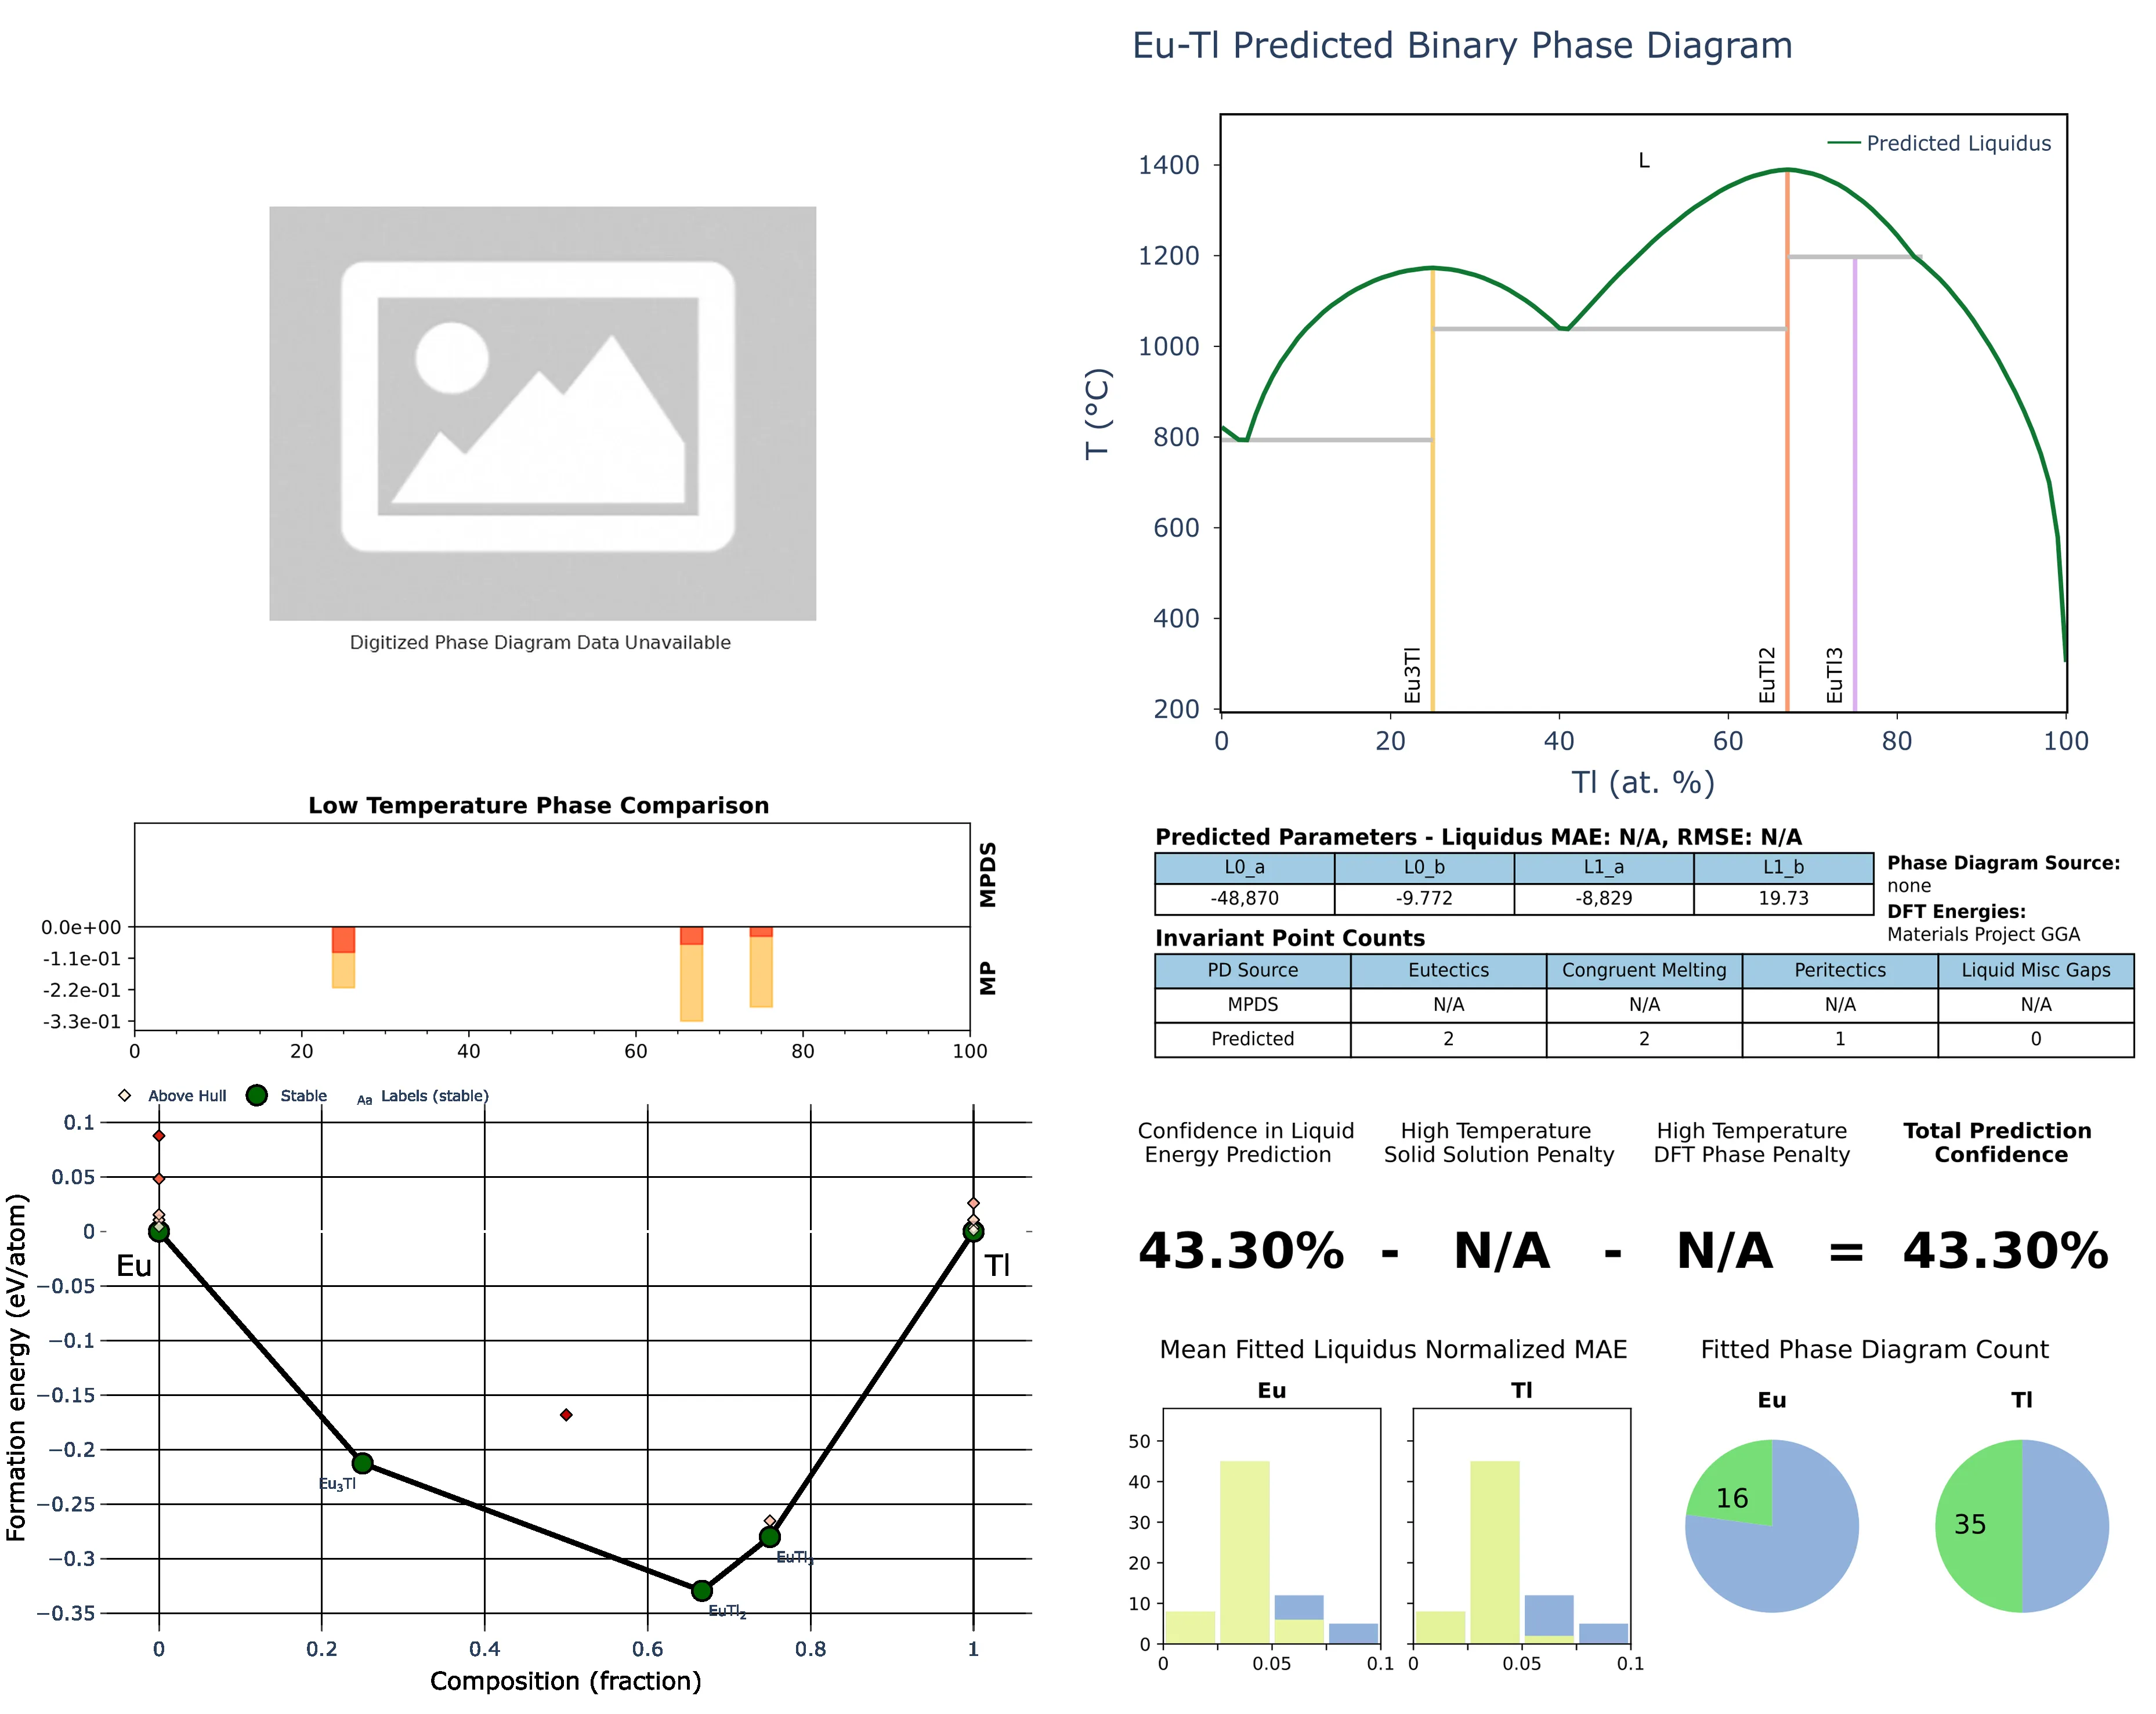 Eu-Tl Predicted Binary Phase Diagram
Digitized Phase Diagram Data Unavailable
Predicted Liquidus
L
1400
1200
1000
800
600
400
200
T (°C)
Eu3Tl
EuTl2
EuTl3
0 20 40 60 80 100
Tl (at. %)
Low Temperature Phase Comparison
MPDS
MP
0.0e+00
-1.1e-01
-2.2e-01
-3.3e-01
0 20 40 60 80 100
Predicted Parameters - Liquidus MAE: N/A, RMSE: N/A
L0_a L0_b L1_a L1_b
-48,870 -9.772 -8,829 19.73
Phase Diagram Source:
none
DFT Energies:
Materials Project GGA
Invariant Point Counts
PD Source Eutectics Congruent Melting Peritectics Liquid Misc Gaps
MPDS N/A N/A N/A N/A
Predicted 2 2 1 0
Above Hull Stable Aa Labels (stable)
0.1
0.05
0
−0.05
−0.1
−0.15
−0.2
−0.25
−0.3
−0.35
Formation energy (eV/atom)
Eu
Tl
Eu₃Tl
EuTl₃
EuTl₂
0 0.2 0.4 0.6 0.8 1
Composition (fraction)
Confidence in Liquid
Energy Prediction
High Temperature
Solid Solution Penalty
High Temperature
DFT Phase Penalty
Total Prediction
Confidence
43.30% - N/A - N/A = 43.30%
Mean Fitted Liquidus Normalized MAE
Eu
Tl
50
40
30
20
10
0
0 0.05 0.1
0 0.05 0.1
Fitted Phase Diagram Count
Eu
Tl
16
35